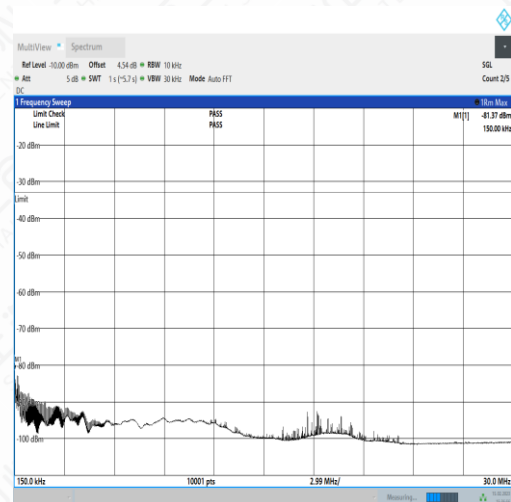 MultiView Spectrum
Ref Level -10.00 dBm Offset 4.54 dB RBW 10 kHz SGL
Att 5 dB SWT 1 s (~5.7 s) VBW 30 kHz Mode Auto FFT Count 2/5
DC
1 Frequency Sweep 1Rm Max
Limit Check PASS M1[1] -81.37 dBm
Line Limit PASS 150.00 kHz
-20 dBm
-30 dBm
Limit
-40 dBm
-50 dBm
-60 dBm
-70 dBm
M1
-80 dBm
-90 dBm
-100 dBm
150.0 kHz 10001 pts 2.99 MHz/ 30.0 MHz
Measuring...